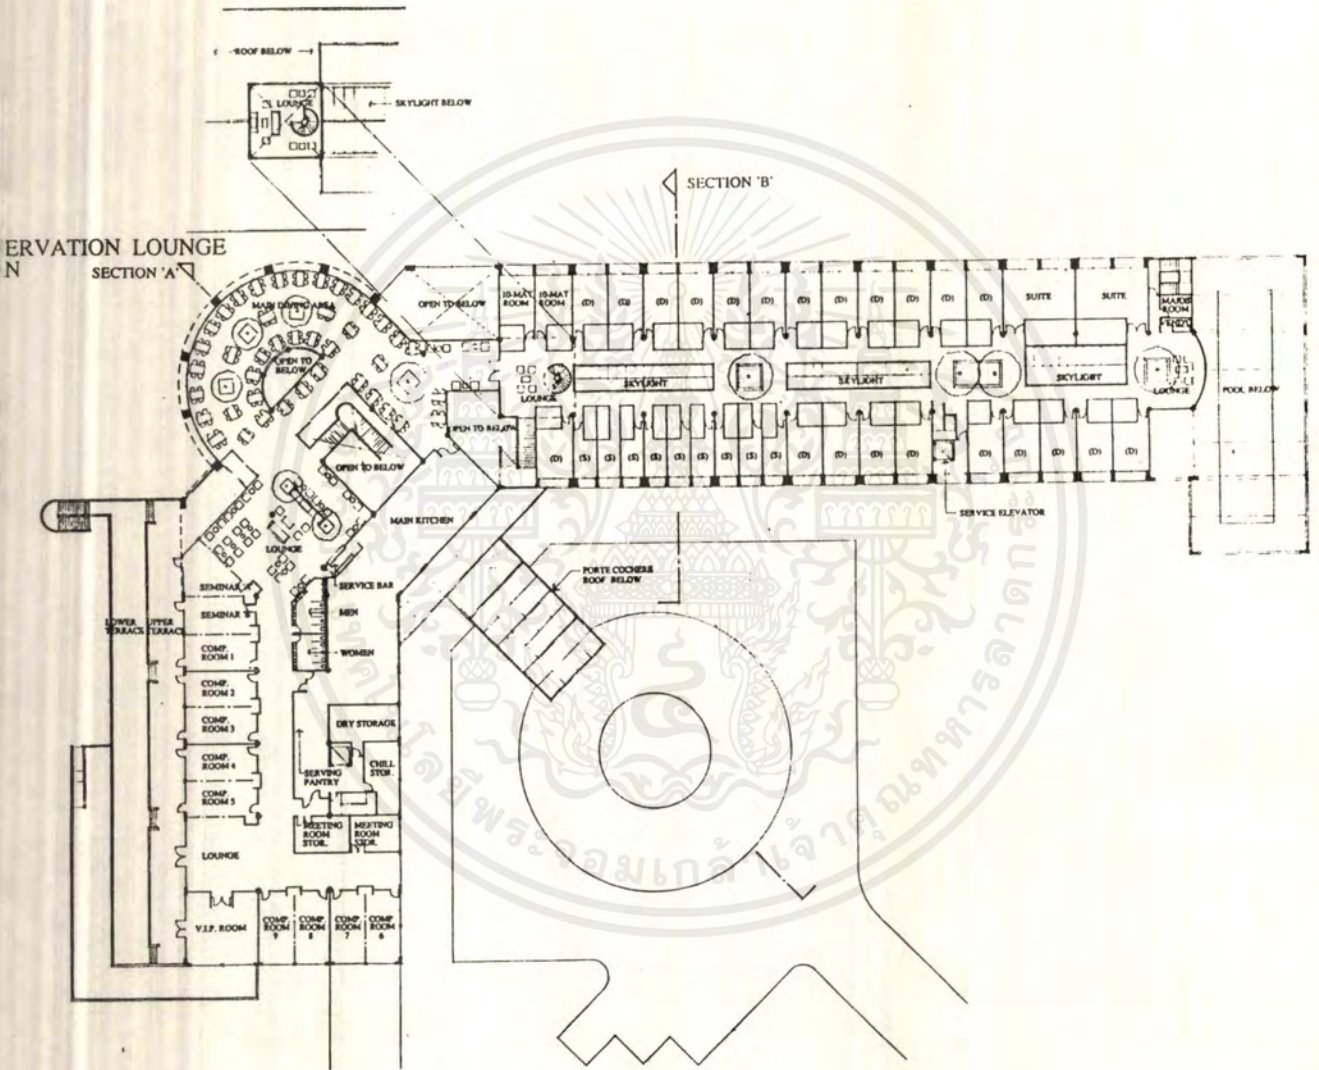 ROOF BELOW
LOUNGE
SKYLIGHT BELOW
SECTION 'B'
ERVATION LOUNGE
N
SECTION 'A'
MAIN DINING AREA
OPEN TO BELOW
10-MAT ROOM
10-MAT ROOM
(D)
(D)
(D)
(D)
(D)
(D)
(D)
(D)
(D)
(D)
(D)
(D)
SUITE
SUITE
MAJOR
ROOM
OPEN TO
BELOW
SKYLIGHT
SKYLIGHT
SKYLIGHT
LOUNGE
LOUNGE
POOL BELOW
OPEN TO BELOW
(D)
(S)
(S)
(S)
(S)
(S)
(S)
(S)
(S)
(S)
(D)
(D)
(D)
(D)
(D)
(D)
(D)
(D)
(D)
OPEN TO BELOW
MAIN KITCHEN
SERVICE ELEVATOR
LOUNGE
PORTE COCHERE
ROOF BELOW
SEMINAR 'A'
SERVICE BAR
SEMINAR
MEN
LOWER
TERRACE
UPPER
TERRACE
WOMEN
COMP.
ROOM 1
COMP.
ROOM 2
COMP.
ROOM 3
DRY STORAGE
COMP.
ROOM 4
CHILL
STOR.
SERVING
PANTRY
COMP.
ROOM 5
MEETING
ROOM
STOR.
MEETING
ROOM
STOR.
LOUNGE
V.I.P. ROOM
COMP.
ROOM
9
COMP.
ROOM
8
COMP.
ROOM
7
COMP.
ROOM
6